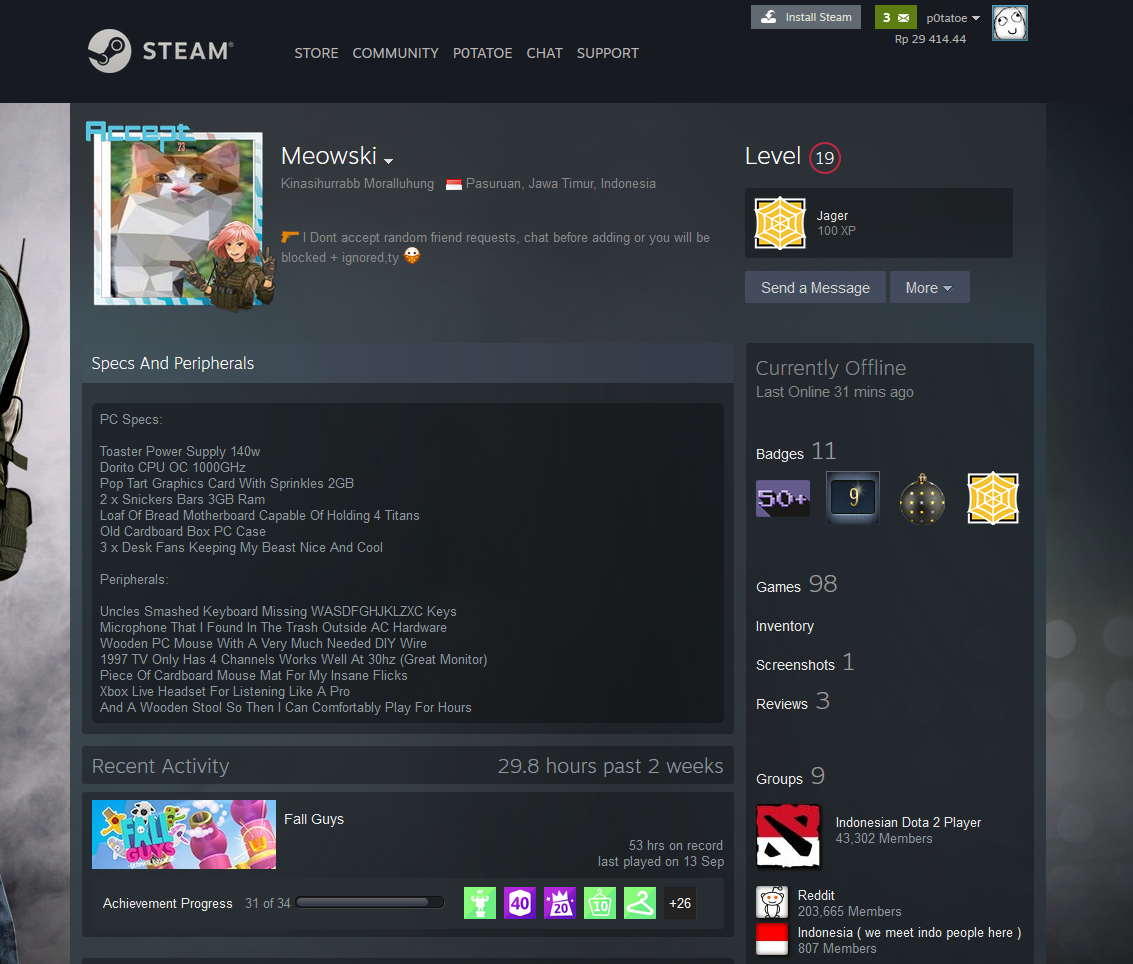 Install Steam
3
p0tatoe
Rp 29 414.44
STEAM®
STORE
COMMUNITY
POTATOE
CHAT
SUPPORT
Accept
23
Meowski
Kinasihurrabb Moralluhung
Pasuruan, Jawa Timur, Indonesia
I Dont accept random friend requests, chat before adding or you will be
blocked + ignored,ty
Level 19
Jager
100 XP
Send a Message
More
Specs And Peripherals
PC Specs:
Toaster Power Supply 140w
Dorito CPU OC 1000GHz
Pop Tart Graphics Card With Sprinkles 2GB
2 x Snickers Bars 3GB Ram
Loaf Of Bread Motherboard Capable Of Holding 4 Titans
Old Cardboard Box PC Case
3 x Desk Fans Keeping My Beast Nice And Cool
Peripherals:
Uncles Smashed Keyboard Missing WASDFGHJKLZXC Keys
Microphone That I Found In The Trash Outside AC Hardware
Wooden PC Mouse With A Very Much Needed DIY Wire
1997 TV Only Has 4 Channels Works Well At 30hz (Great Monitor)
Piece Of Cardboard Mouse Mat For My Insane Flicks
Xbox Live Headset For Listening Like A Pro
And A Wooden Stool So Then I Can Comfortably Play For Hours
Recent Activity
29.8 hours past 2 weeks
FALL GUYS
Fall Guys
53 hrs on record
last played on 13 Sep
Achievement Progress
31 of 34
40
20
10
+26
Currently Offline
Last Online 31 mins ago
Badges 11
50+
9
Games 98
Inventory
Screenshots 1
Reviews 3
Groups 9
Indonesian Dota 2 Player
43,302 Members
Reddit
203,665 Members
Indonesia ( we meet indo people here )
807 Members